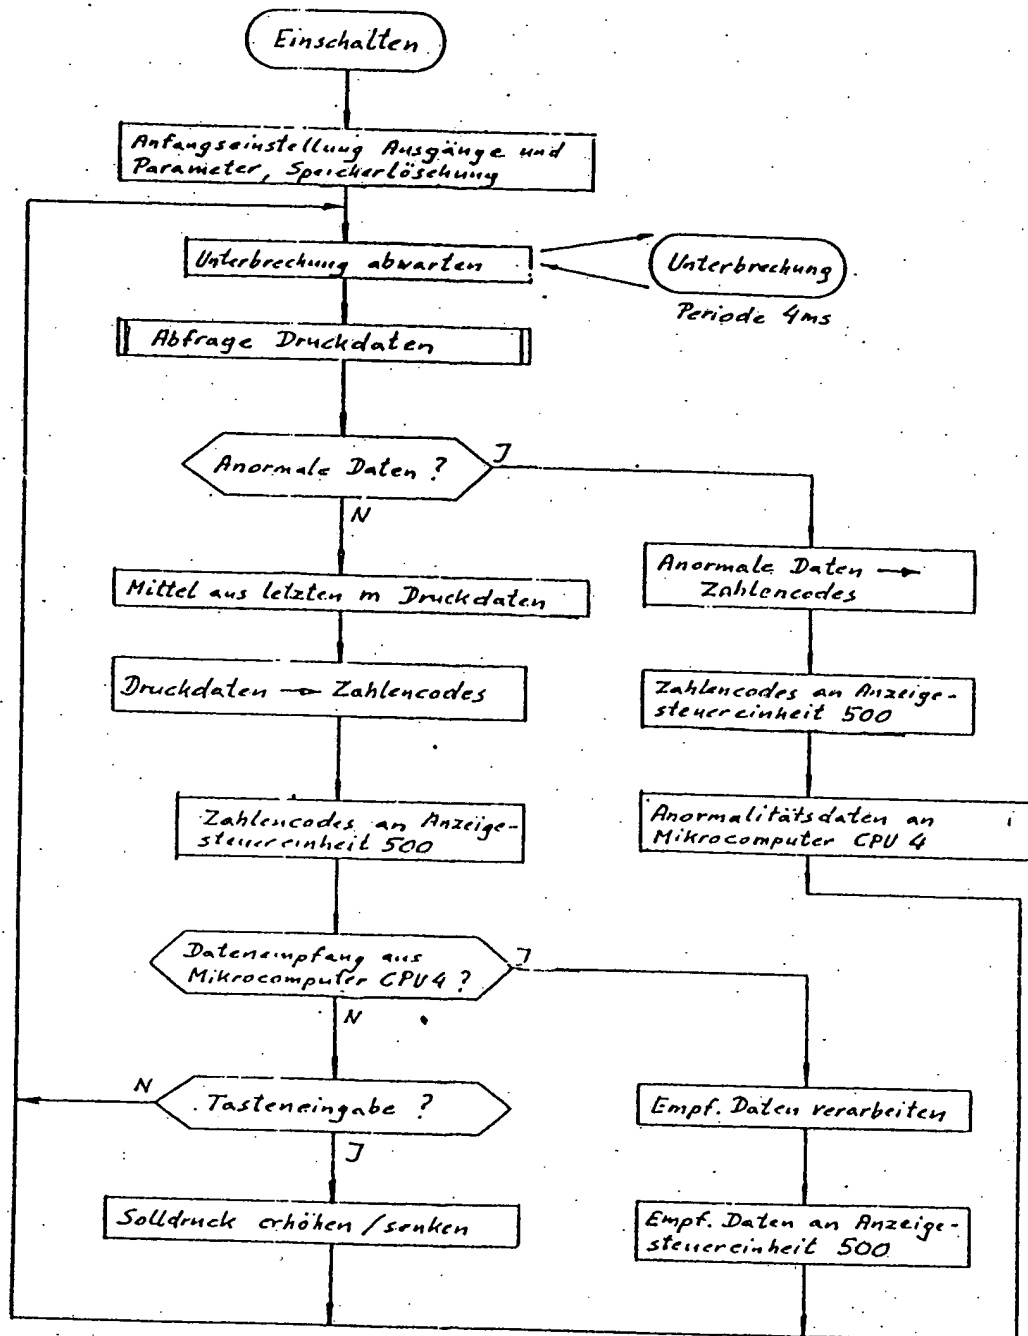 Einschalten
Anfangseinstellung Ausgänge und
Parameter, Speicherlöschung
Unterbrechung abwarten
Unterbrechung
Periode 4ms
Abfrage Druckdaten
Anormale Daten ?
J
N
Mittel aus letzten m Druckdaten
Anormale Daten →
Zahlencodes
Druckdaten → Zahlencodes
Zahlencodes an Anzeige-
steuereinheit 500
Zahlencodes an Anzeige-
steuereinheit 500
Anormalitätsdaten an
Mikrocomputer CPU 4
Datenempfang aus
Mikrocomputer CPU 4 ?
J
N
N
Tasteneingabe ?
J
Empf. Daten verarbeiten
Solldruck erhöhen/senken
Empf. Daten an Anzeige-
steuereinheit 500